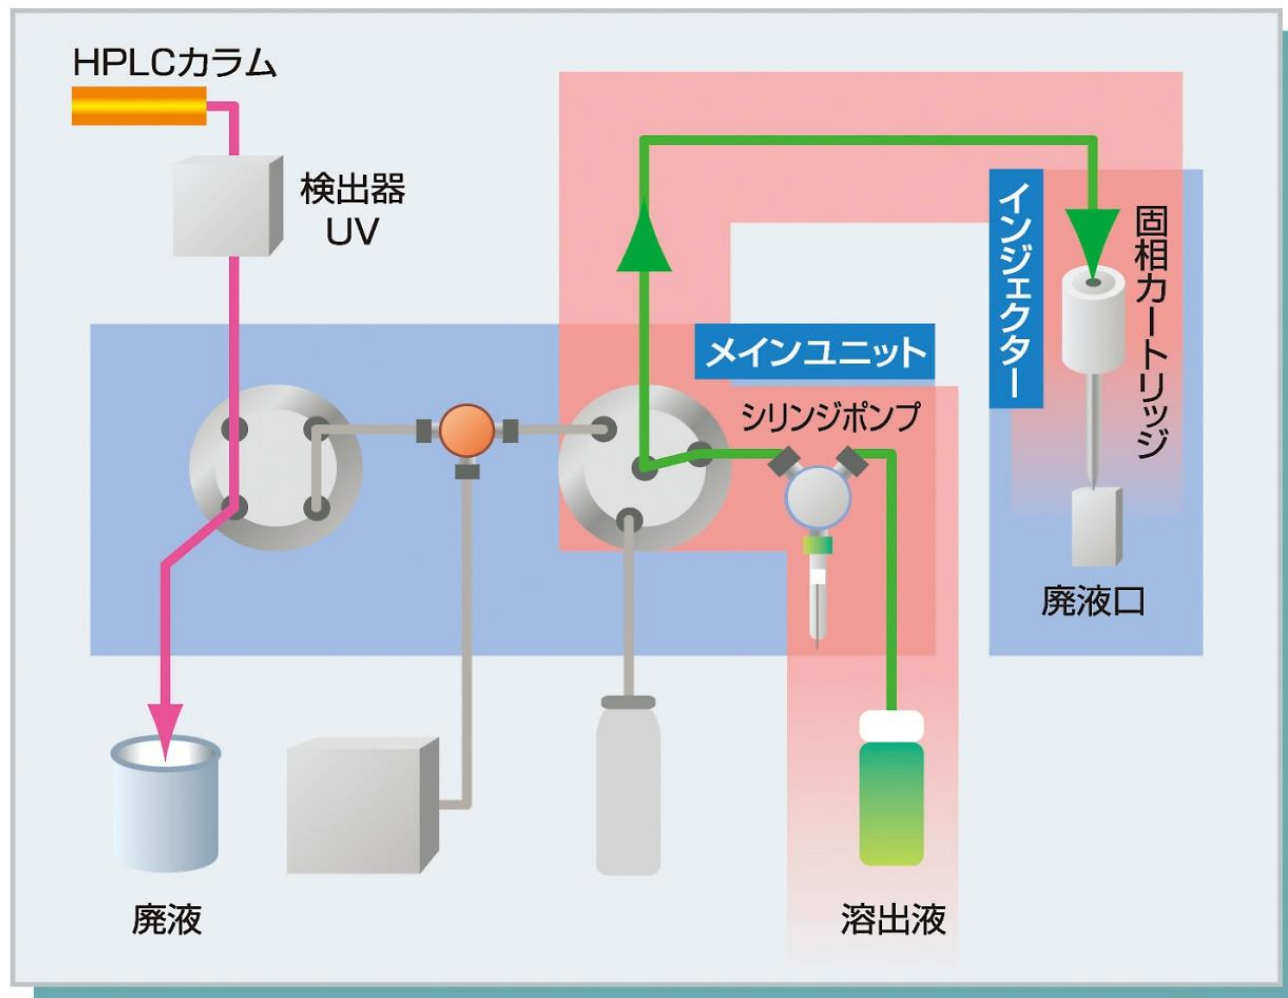 HPLCカラム
検出器
UV
メインユニット
シリンジポンプ
インジェクター
固相カートリッジ
廃液口
廃液
溶出液